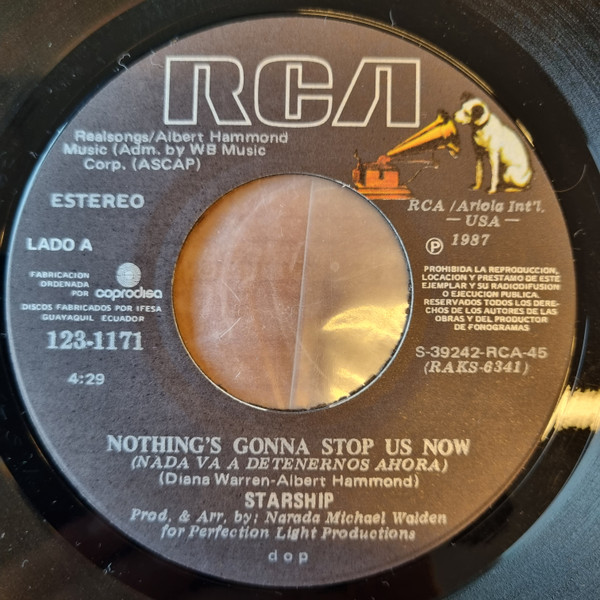 RCA
Realsongs/Albert Hammond
Music (Adm. by WB Music
Corp. (ASCAP)
ESTEREO
RCA /Ariola Int'l.
— USA —
LADO A
Ⓟ 1987
FABRICACION
ORDENADA
POR coprodisa
DISCOS FABRICADOS POR IFESA
GUAYAQUIL ECUADOR
123-1171
4:29
PROHIBIDA LA REPRODUCCION,
LOCACION Y PRESTAMO DE ESTE
EJEMPLAR Y SU RADIODIFUSION
O EJECUCION PUBLICA.
RESERVADOS TODOS LOS DERE-
CHOS DE LOS AUTORES DE LAS
OBRAS Y DEL PRODUCTOR
DE FONOGRAMAS
S-39242-RCA-45
(RAKS-6341)
NOTHING'S GONNA STOP US NOW
(NADA VA A DETENERNOS AHORA)
(Diana Warren-Albert Hammond)
STARSHIP
Prod, & Arr, by; Narada Michael Walden
for Perfection Light Productions
dop